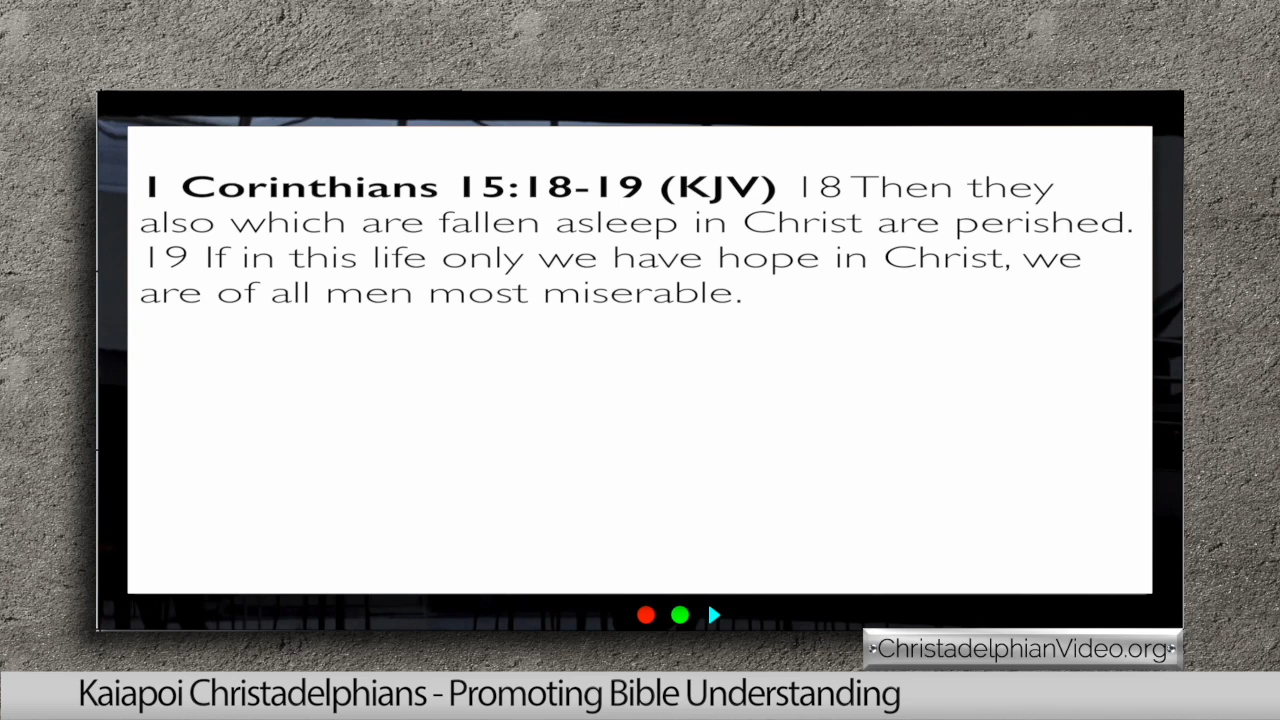 1 Corinthians 15:18-19 (KJV) 18 Then they
also which are fallen asleep in Christ are perished.
19 If in this life only we have hope in Christ, we
are of all men most miserable.
ChristadelphianVideo.org
Kaiapoi Christadelphians - Promoting Bible Understanding